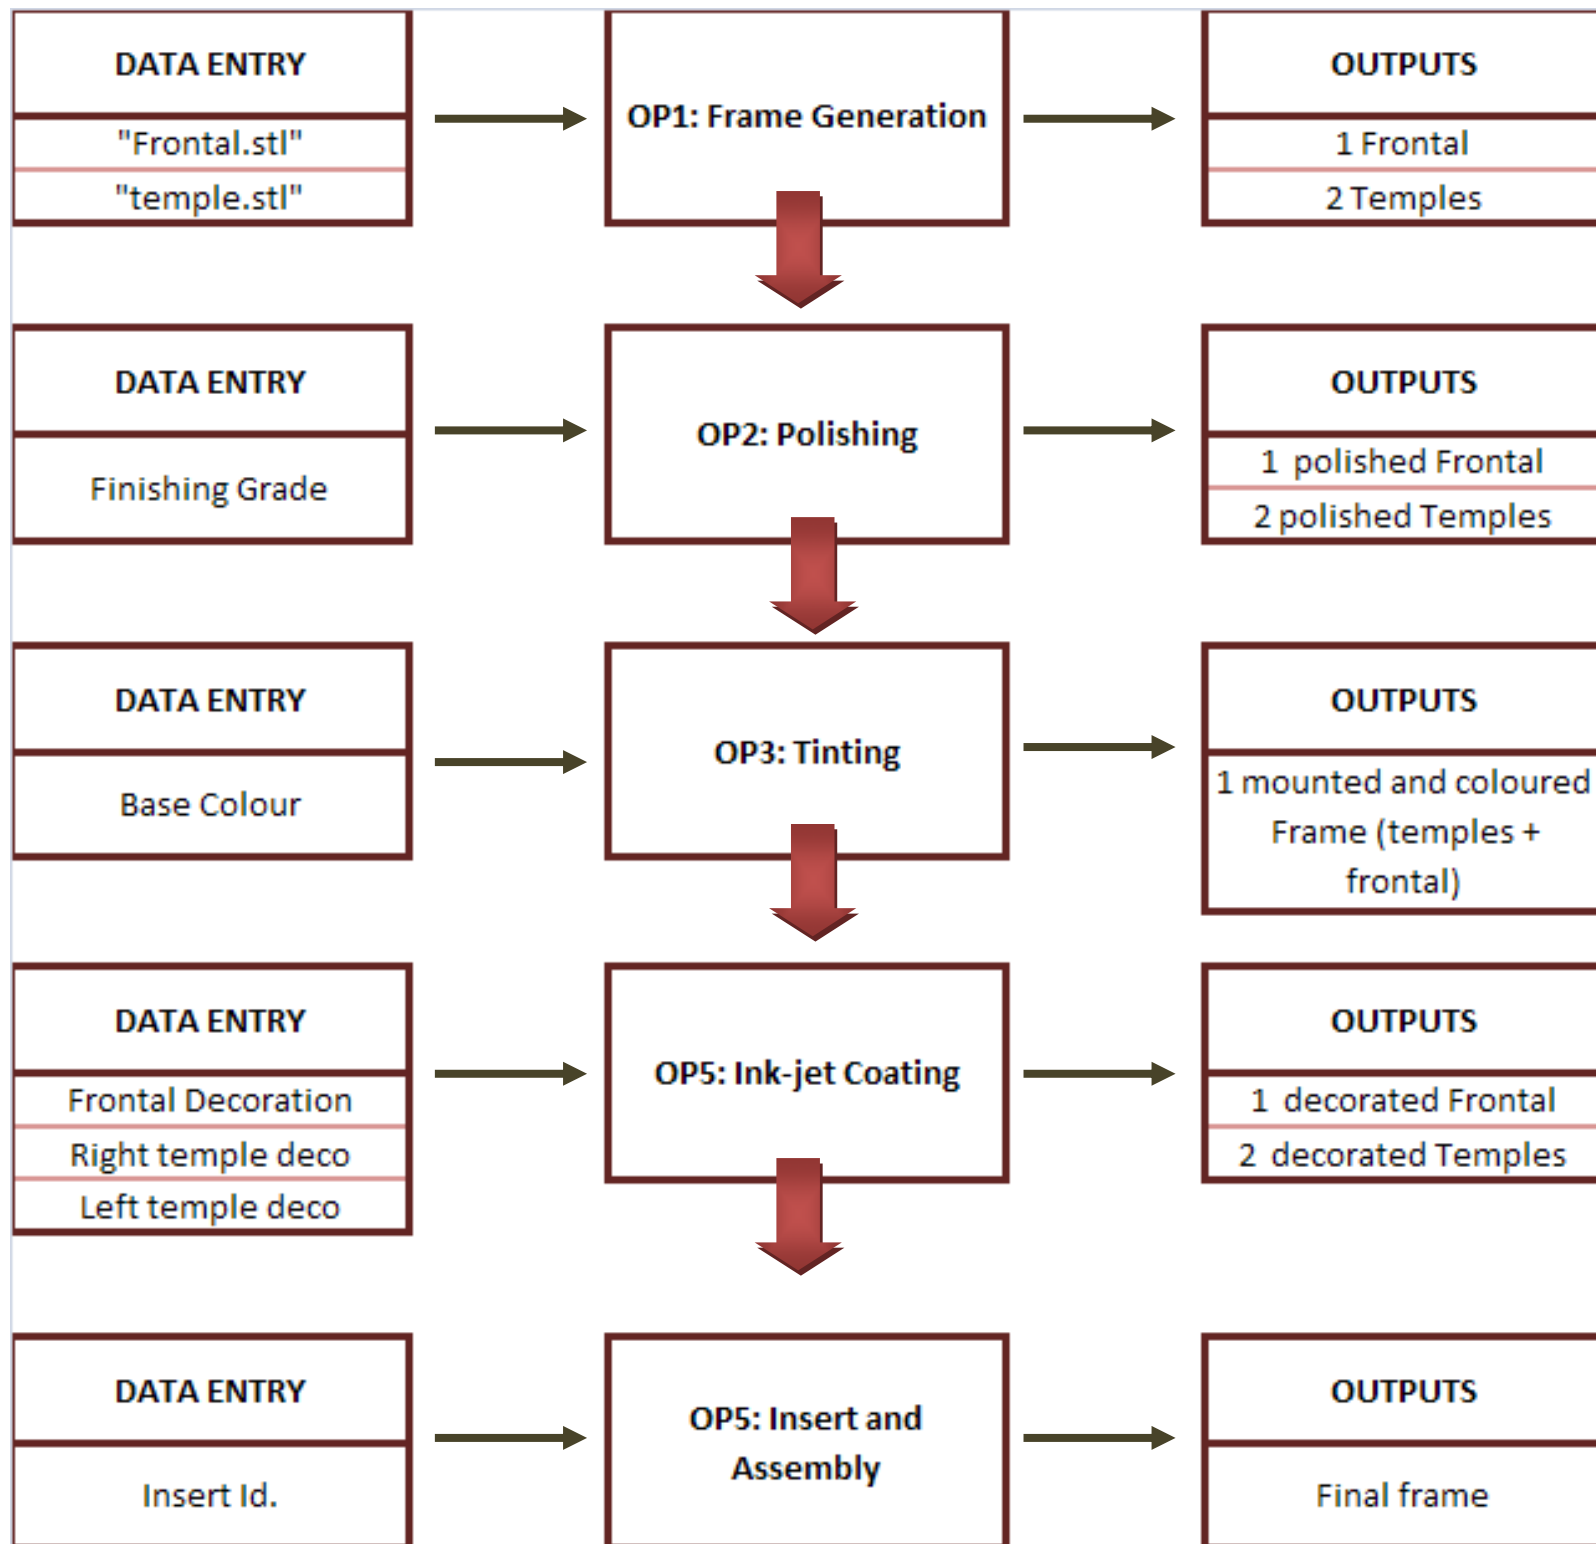 DATA ENTRY
"Frontal.stl"
"temple.stl"
OP1: Frame Generation
OUTPUTS
1 Frontal
2 Temples
DATA ENTRY
Finishing Grade
OP2: Polishing
OUTPUTS
1 polished Frontal
2 polished Temples
DATA ENTRY
Base Colour
OP3: Tinting
OUTPUTS
1 mounted and coloured
Frame (temples +
frontal)
DATA ENTRY
Frontal Decoration
Right temple deco
Left temple deco
OP5: Ink-jet Coating
OUTPUTS
1 decorated Frontal
2 decorated Temples
DATA ENTRY
Insert Id.
OP5: Insert and
Assembly
OUTPUTS
Final frame